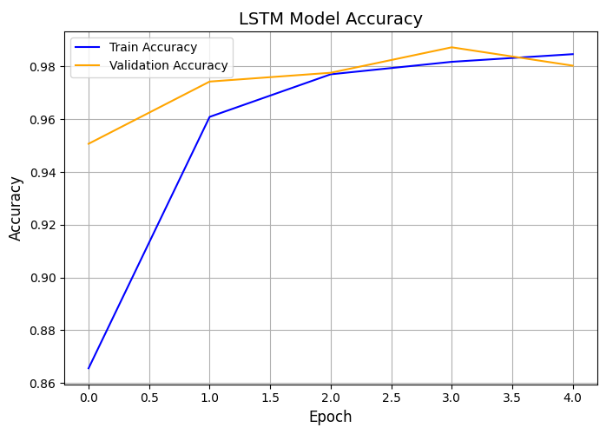 LSTM Model Accuracy
Train Accuracy
Validation Accuracy
Accuracy
0.98
0.96
0.94
0.92
0.90
0.88
0.86
0.0 0.5 1.0 1.5 2.0 2.5 3.0 3.5 4.0
Epoch